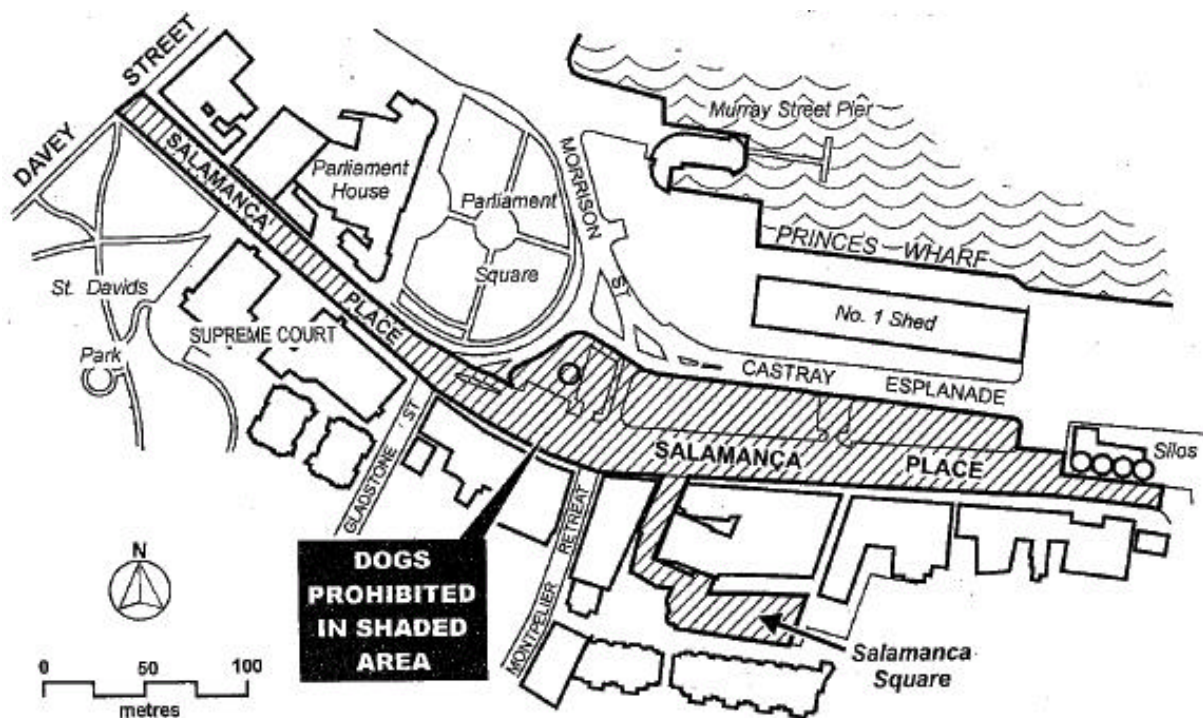 DAVEY STREET
SALAMANCA PLACE
Parliament
House
Parliament
Square
MORRISON ST
Murray Street Pier
PRINCES WHARF
No. 1 Shed
St. Davids
Park
SUPREME COURT
CASTRAY ESPLANADE
SALAMANCA PLACE
Silos
GLADSTONE ST
MONTPELIER RETREAT
DOGS
PROHIBITED
IN SHADED
AREA
Salamanca
Square
N
0 50 100
metres